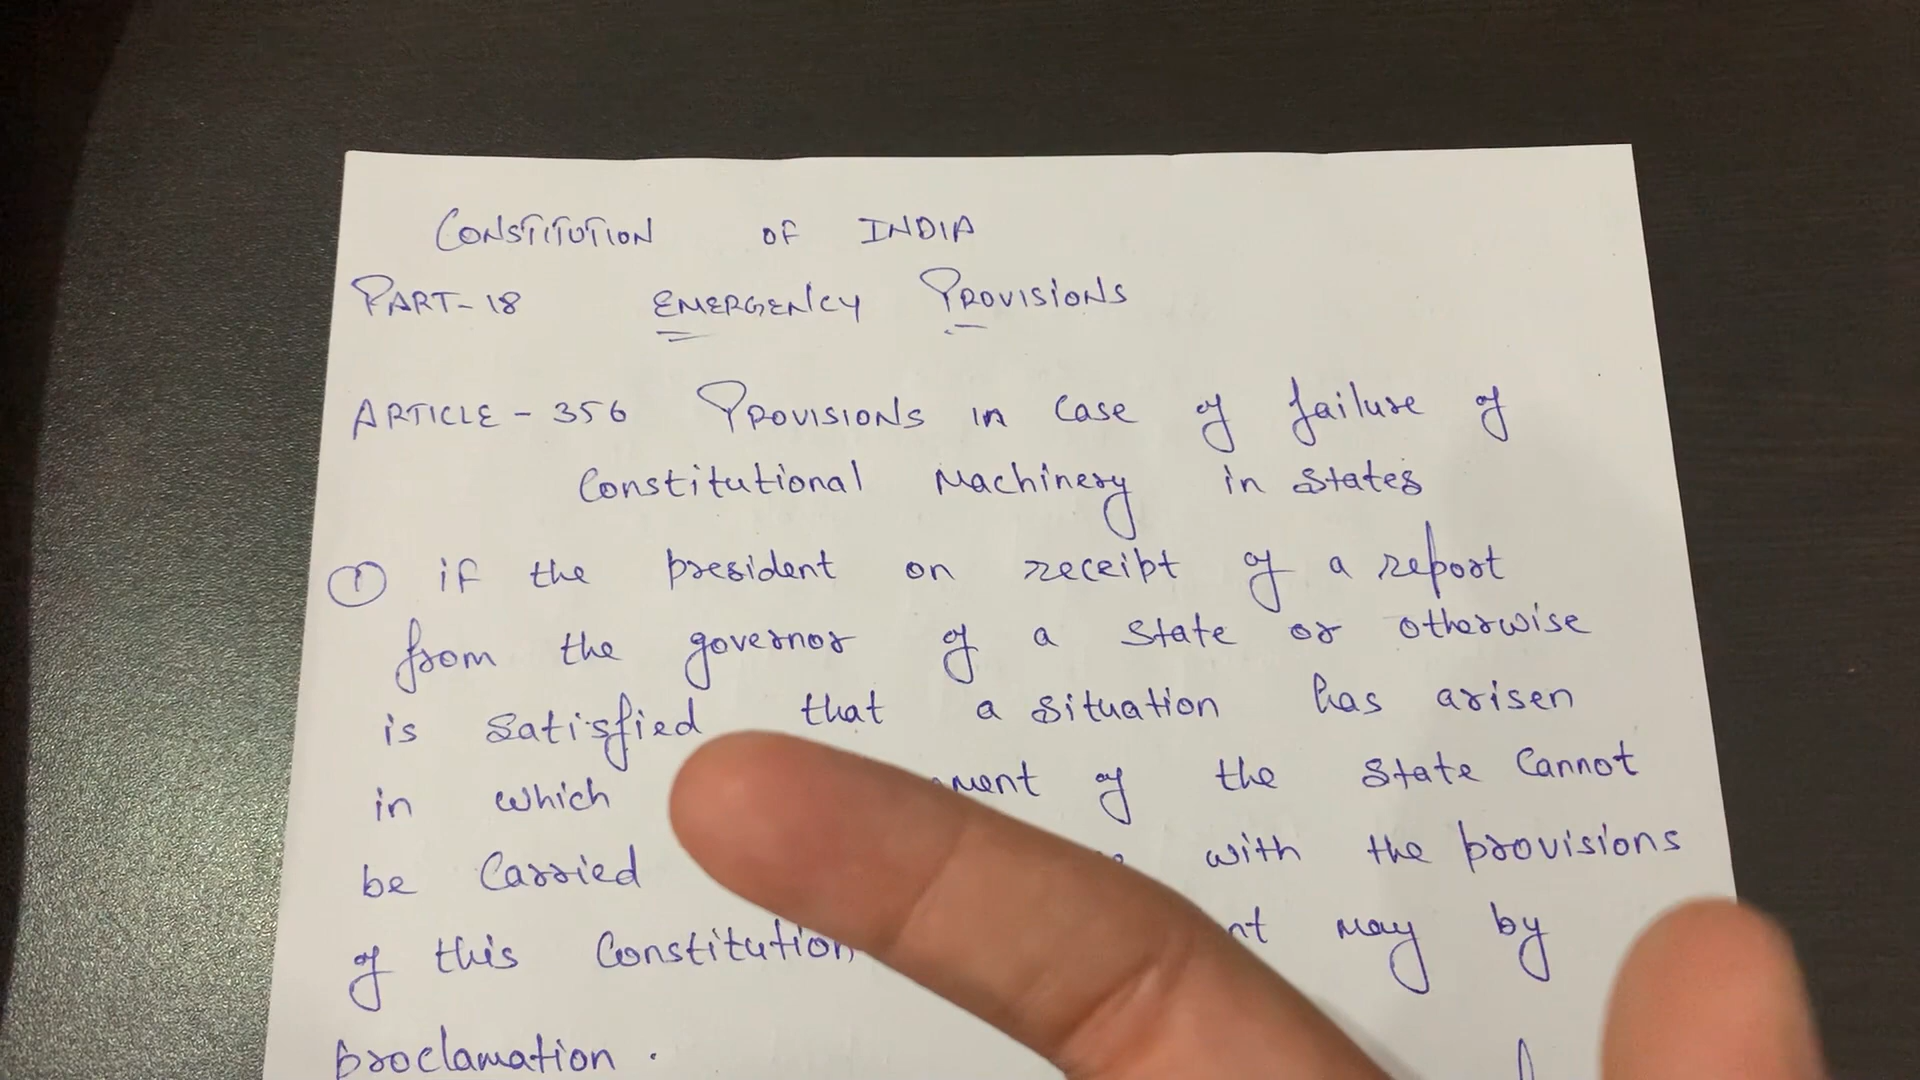 CONSTITUTION OF INDIA
PART-18 EMERGENCY PROVISIONS
ARTICLE - 356 PROVISIONS in case of failure of
Constitutional Machinery in states
① if the president on receipt of a report
from the governor of a state or otherwise
is satisfied that a situation has arisen
in which of the state cannot
be carried with the provisions
of this Constitution may by
proclamation.